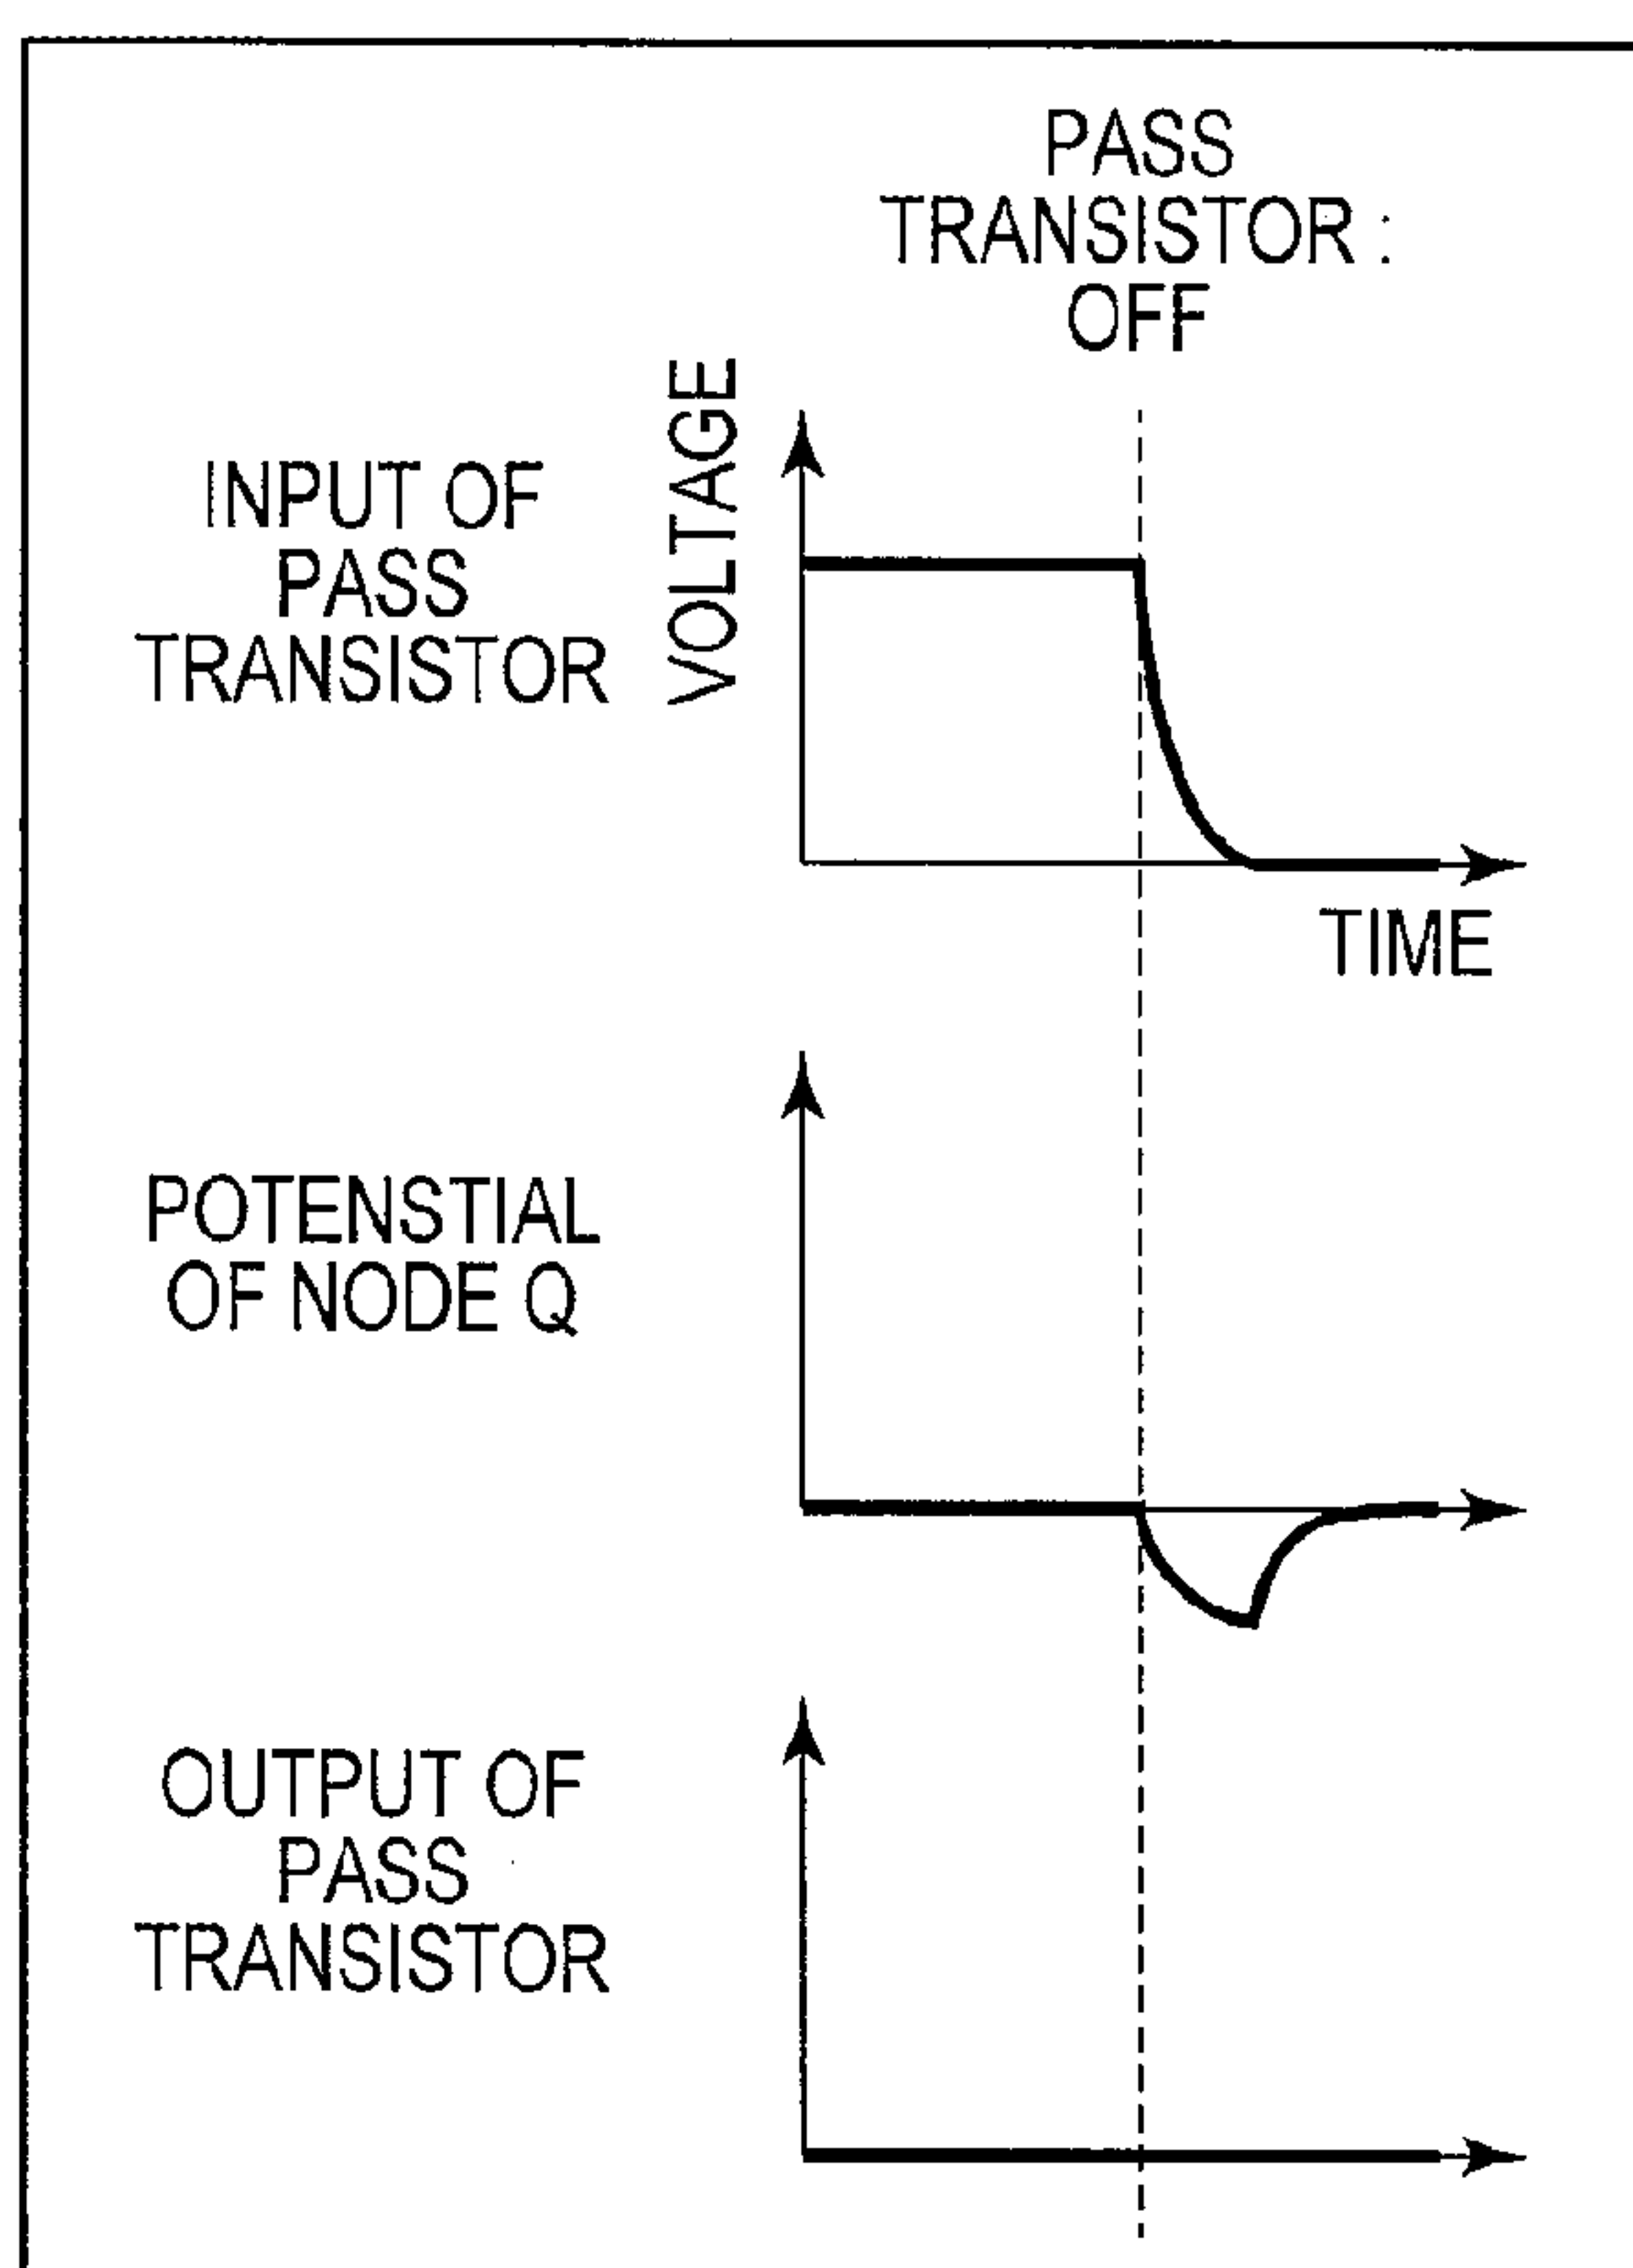 PASS
TRANSISTOR :
OFF
VOLTAGE
INPUT OF
PASS
TRANSISTOR
TIME
POTENSTIAL
OF NODE Q
OUTPUT OF
PASS
TRANSISTOR